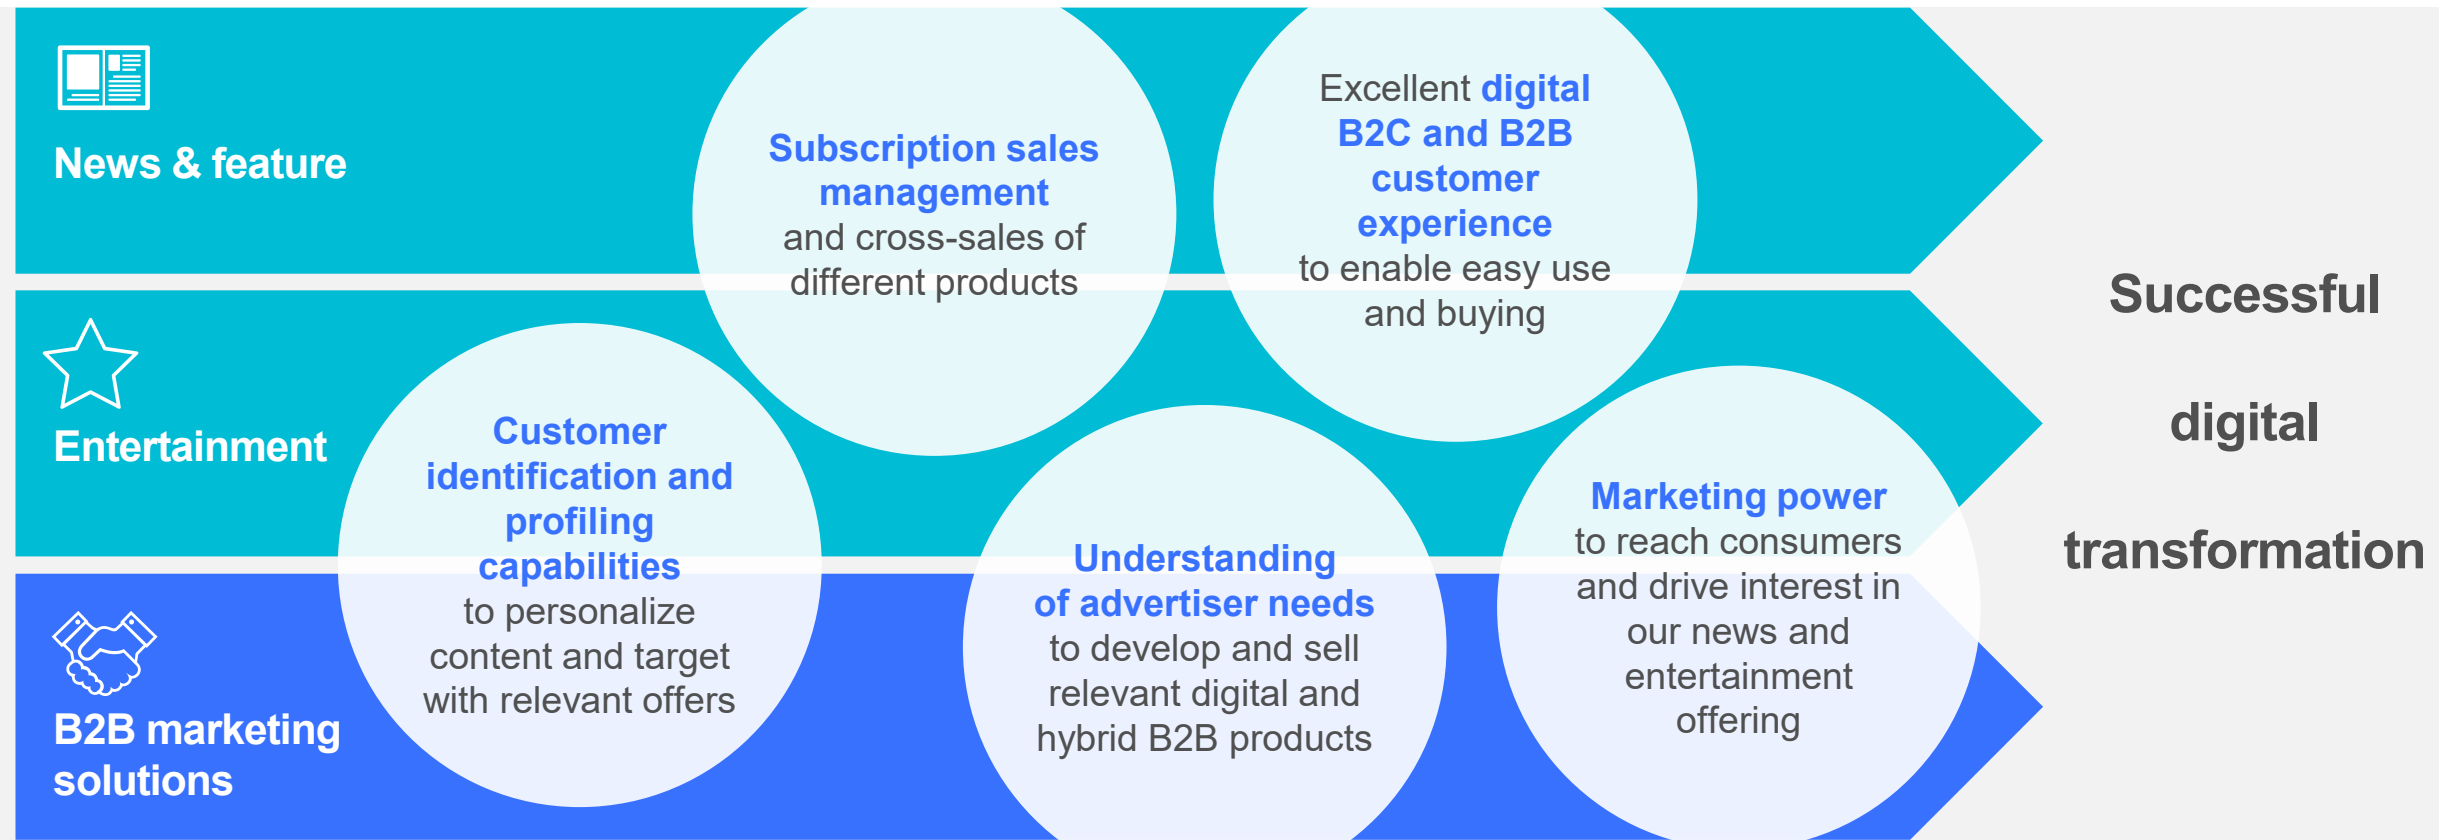 News & feature
Entertainment
B2B marketing
solutions
Customer
identification and
profiling
capabilities
to personalize
content and target
with relevant offers
Subscription sales
management
and cross-sales of
different products
Understanding
of advertiser needs
to develop and sell
relevant digital and
hybrid B2B products
Excellent digital
B2C and B2B
customer
experience
to enable easy use
and buying
Marketing power
to reach consumers
and drive interest in
our news and
entertainment
offering
Successful
digital
transformation